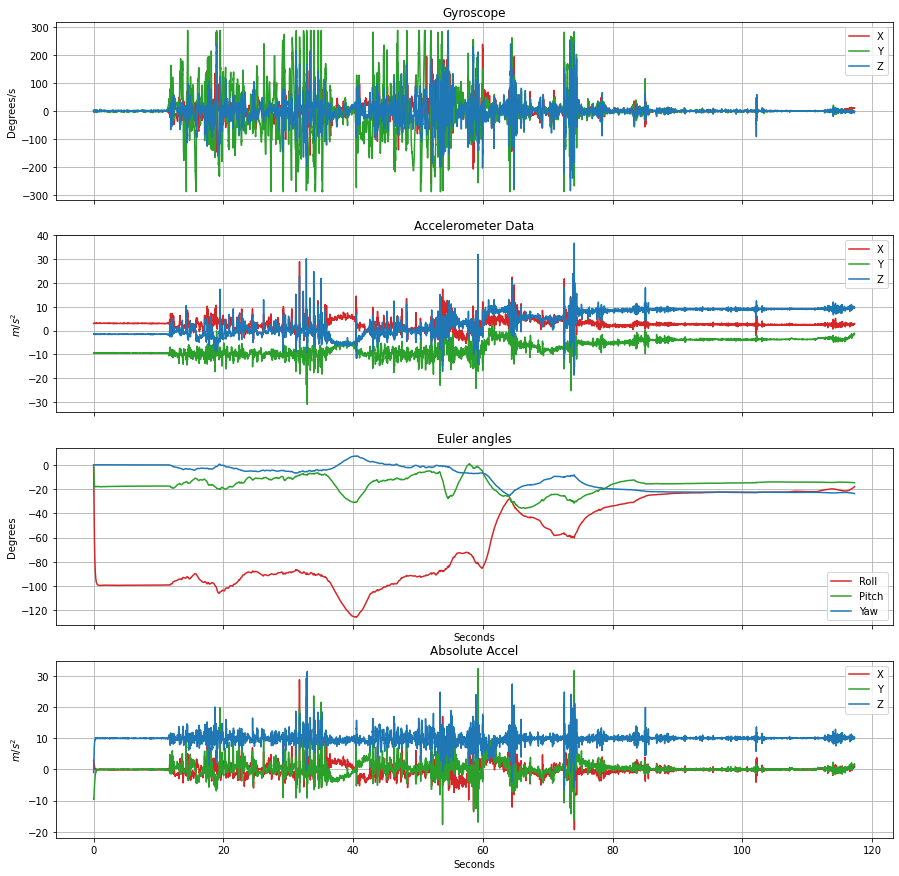 Gyroscope
300
200
100
0
−100
−200
−300
Degrees/s
X
Y
Z
Accelerometer Data
40
30
20
10
0
−10
−20
−30
m/s²
X
Y
Z
Euler angles
0
−20
−40
−60
−80
−100
−120
Degrees
Roll
Pitch
Yaw
Seconds
Absolute Accel
30
20
10
0
−10
−20
m/s²
X
Y
Z
0 20 40 60 80 100 120
Seconds